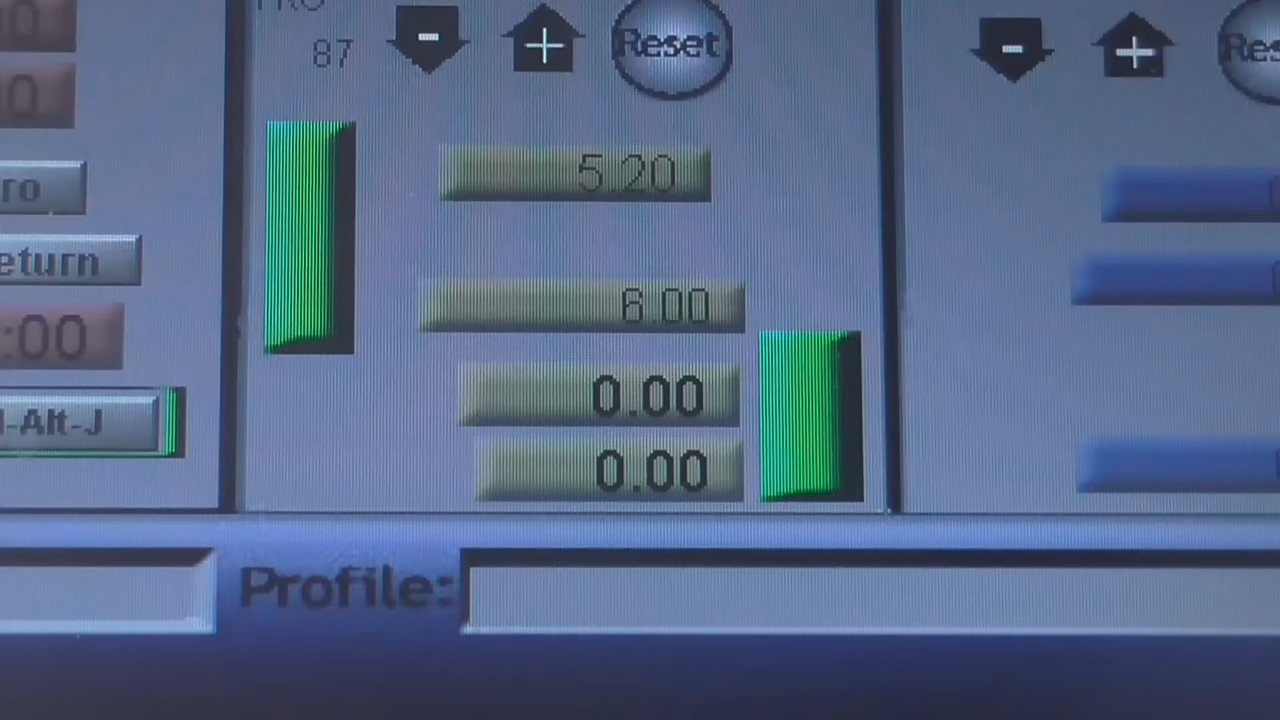 87 - + Reset - +
5.20
ro
eturn
6.00
:00
0.00
-Alt-J
0.00
Profile: